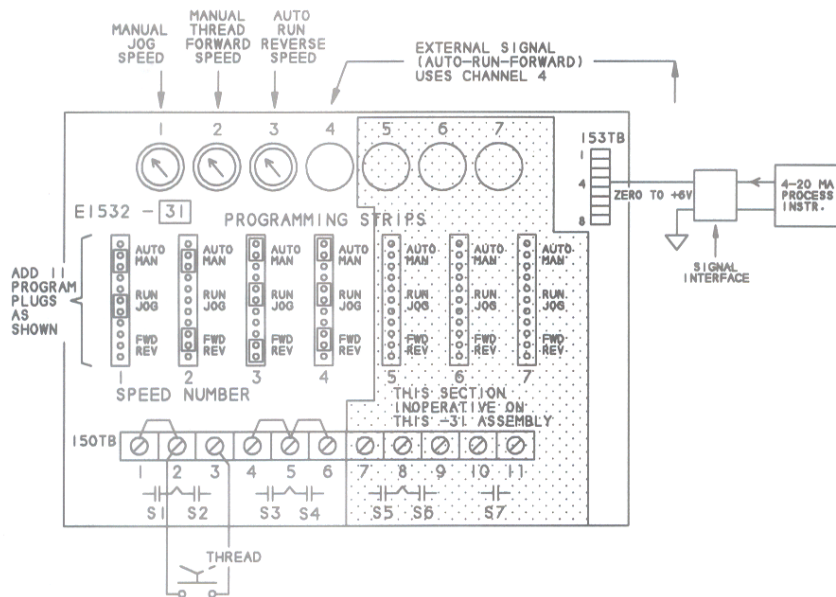 MANUAL
JOG
SPEED
MANUAL
THREAD
FORWARD
SPEED
AUTO
RUN
REVERSE
SPEED
EXTERNAL SIGNAL
(AUTO-RUN-FORWARD)
USES CHANNEL 4
1 2 3 4 5 6 7
153TB
1
4
8
ZERO TO +6V
4-20 MA
PROCESS
INSTR.
SIGNAL
INTERFACE
E1532 - 31
PROGRAMMING STRIPS
ADD 11
PROGRAM
PLUGS
AS
SHOWN
AUTO AUTO AUTO AUTO AUTO AUTO AUTO
MAN MAN MAN MAN MAN MAN MAN
RUN RUN RUN RUN RUN RUN RUN
JOG JOG JOG JOG JOG JOG JOG
FWD FWD FWD FWD FWD FWD FWD
REV REV REV REV REV REV REV
1 2 3 4 5 6 7
SPEED NUMBER
THIS SECTION
INOPERATIVE ON
THIS -31 ASSEMBLY
150TB
1 2 3 4 5 6 7 8 9 10 11
S1 S2 S3 S4 S5 S6 S7
THREAD